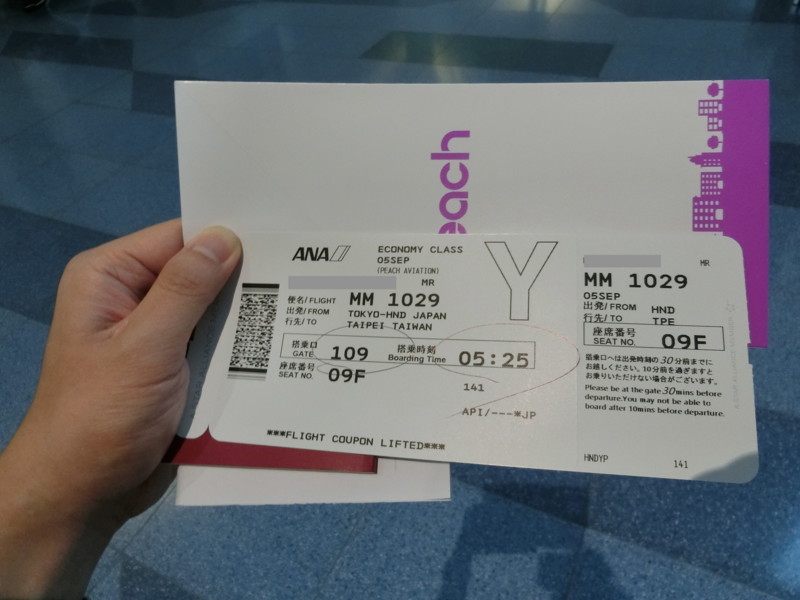 each
ANA
ECONOMY CLASS
05SEP
(PEACH AVIATION)
MR
便名/FLIGHT MM 1029
出発/FROM TOKYO-HND JAPAN
行先/TO TAIPEI TAIWAN
搭乗口 GATE 109 搭乗時刻 Boarding Time 05:25
座席番号 SEAT NO. 09F
141
API/---*JP
***FLIGHT COUPON LIFTED***
Y
MR
MM 1029
05SEP
出発/FROM HND
行先/TO TPE
座席番号 SEAT NO. 09F
搭乗口へは出発時刻の30分前までに
お越しください。10分前を過ぎますと
お乗りいただけない場合がございます。
Please be at the gate 30mins before
departure.You may not be able to
board after 10mins before departure.
HNDYP 141